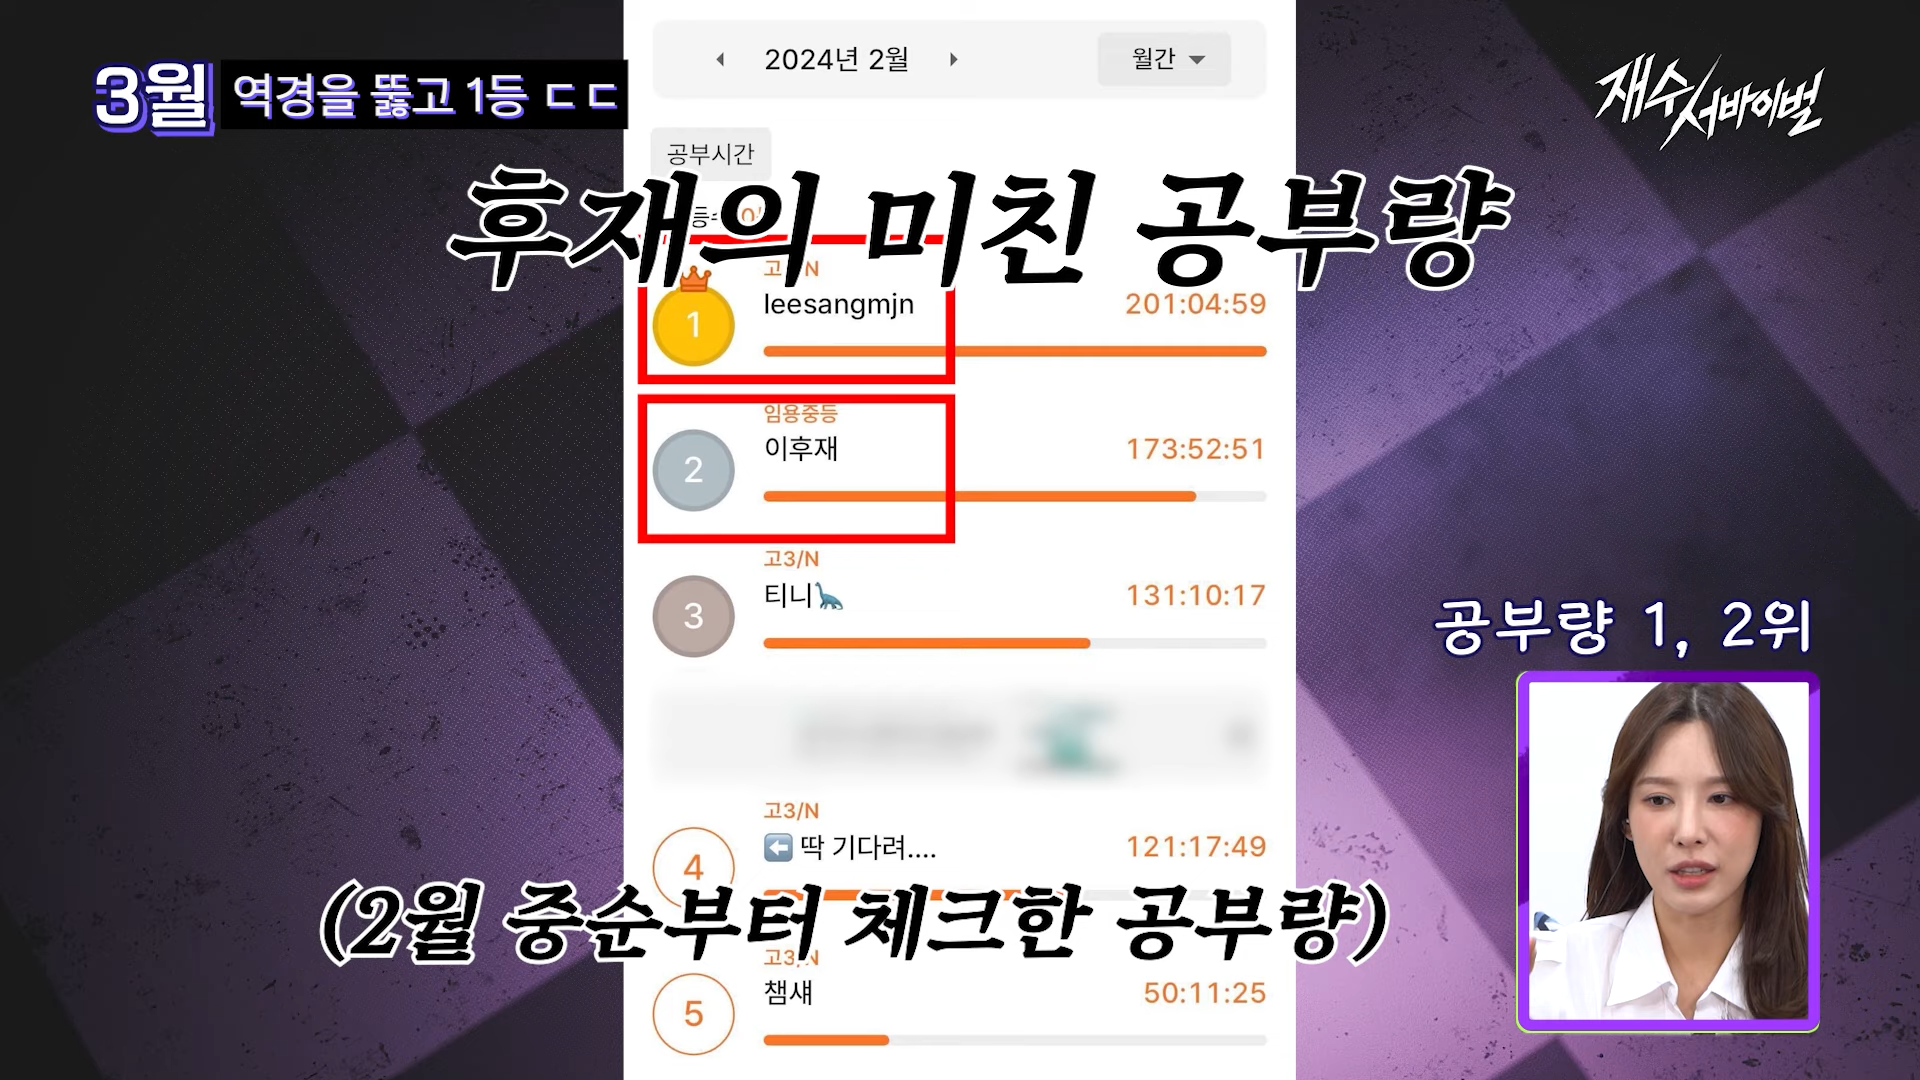 3월 역경을 뚫고 1등 ㄷㄷ
2024년 2월
월간
재수서바이벌
공부시간
후재의 미친 공부량
고3/N
1 leesangmjn 201:04:59
임용중등
2 이후재 173:52:51
공부량 1, 2위
고3/N
3 티니 131:10:17
고3/N
4 딱 기다려.... 121:17:49
(2월 중순부터 체크한 공부량)
고3/N
5 챔섀 50:11:25